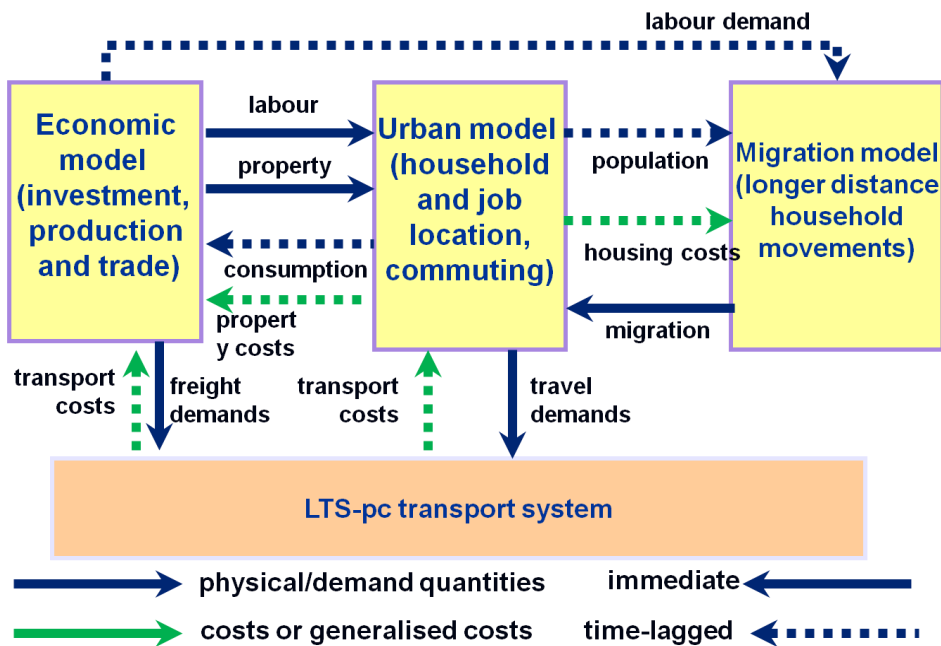 labour demand
Economic
model
(investment,
production
and trade)
labour
property
consumption
propert
y costs
Urban model
(household
and job
location,
commuting)
population
housing costs
migration
Migration model
(longer distance
household
movements)
transport
costs
freight
demands
transport
costs
travel
demands
LTS-pc transport system
physical/demand quantities
immediate
costs or generalised costs
time-lagged